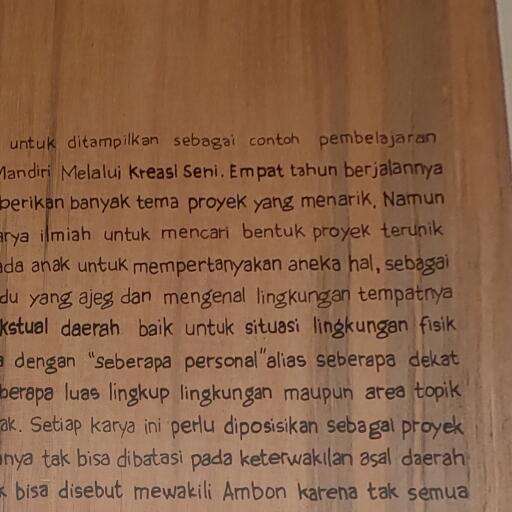 untuk ditampilkan sebagai contoh pembelajaran
Mandiri Melalui Kreasi Seni. Empat tahun berjalannya
berikan banyak tema proyek yang menarik. Namun
arya ilmiah untuk mencari bentuk proyek terunik
ada anak untuk mempertanyakan aneka hal, sebagai
du yang ajeg dan mengenal lingkungan tempatnya
kstual daerah baik untuk situasi lingkungan fisik
dengan "seberapa personal" alias seberapa dekat
berapa luas lingkup lingkungan maupun area topik
ak. Setiap karya ini perlu diposisikan sebagai proyek
nya tak bisa dibatasi pada keterwakilan asal daerah
k bisa disebut mewakili Ambon karena tak semua